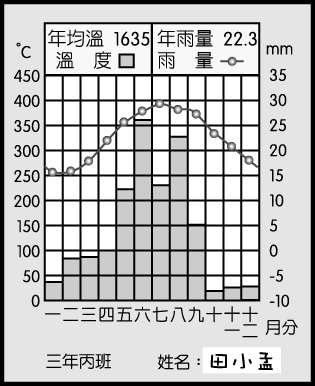 年均溫 1635 年雨量 22.3
溫度 雨量
℃ mm
450 35
400 30
350 25
300 20
250 15
200 10
150 5
100 0
50 -5
0 -10
一 二 三 四 五 六 七 八 九 十 十一 十二
月分
三年丙班 姓名：田小孟